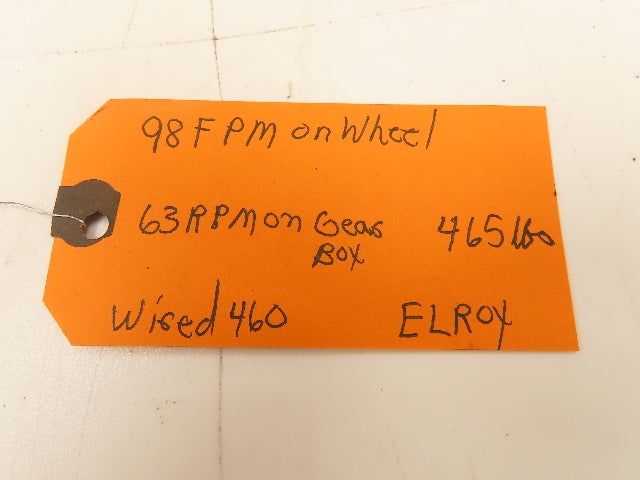 98 FPM on Wheel
63 RPM on Gear 465 lbs
Box
Wired 460 ELROY